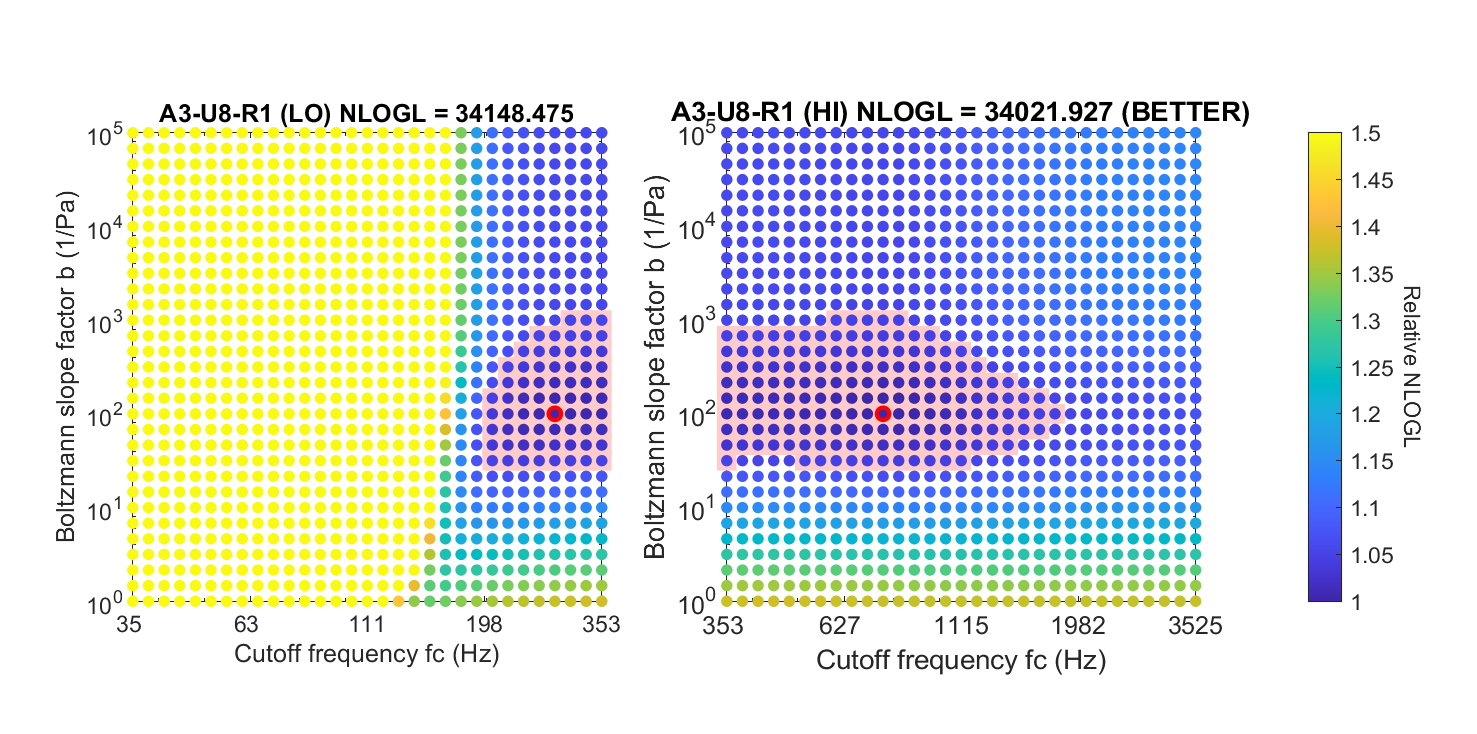 A3-U8-R1 (LO) NLOGL = 34148.475
10^5
10^4
10^3
10^2
10^1
10^0
Boltzmann slope factor b (1/Pa)
35 63 111 198 353
Cutoff frequency fc (Hz)
A3-U8-R1 (HI) NLOGL = 34021.927 (BETTER)
10^5
10^4
10^3
10^2
10^1
10^0
Boltzmann slope factor b (1/Pa)
353 627 1115 1982 3525
Cutoff frequency fc (Hz)
1.5
1.45
1.4
1.35
1.3
1.25
1.2
1.15
1.1
1.05
1
Relative NLOGL